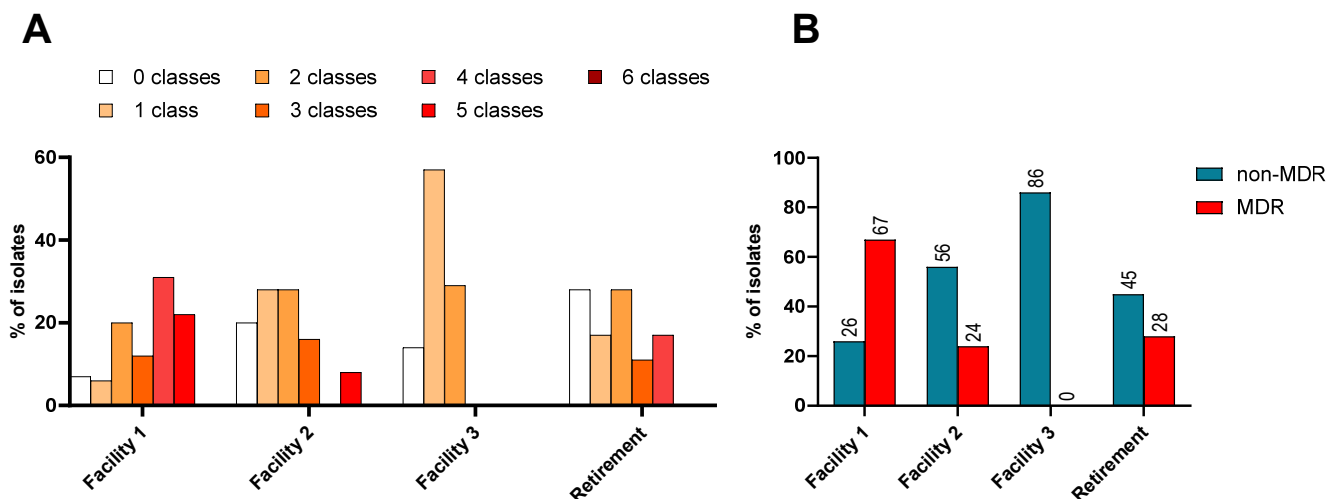 A
0 classes
2 classes
4 classes
6 classes
1 class
3 classes
5 classes
60
40
20
0
% of isolates
Facility 1
Facility 2
Facility 3
Retirement
B
non-MDR
MDR
100
80
60
40
20
0
% of isolates
26
67
56
24
86
0
45
28
Facility 1
Facility 2
Facility 3
Retirement